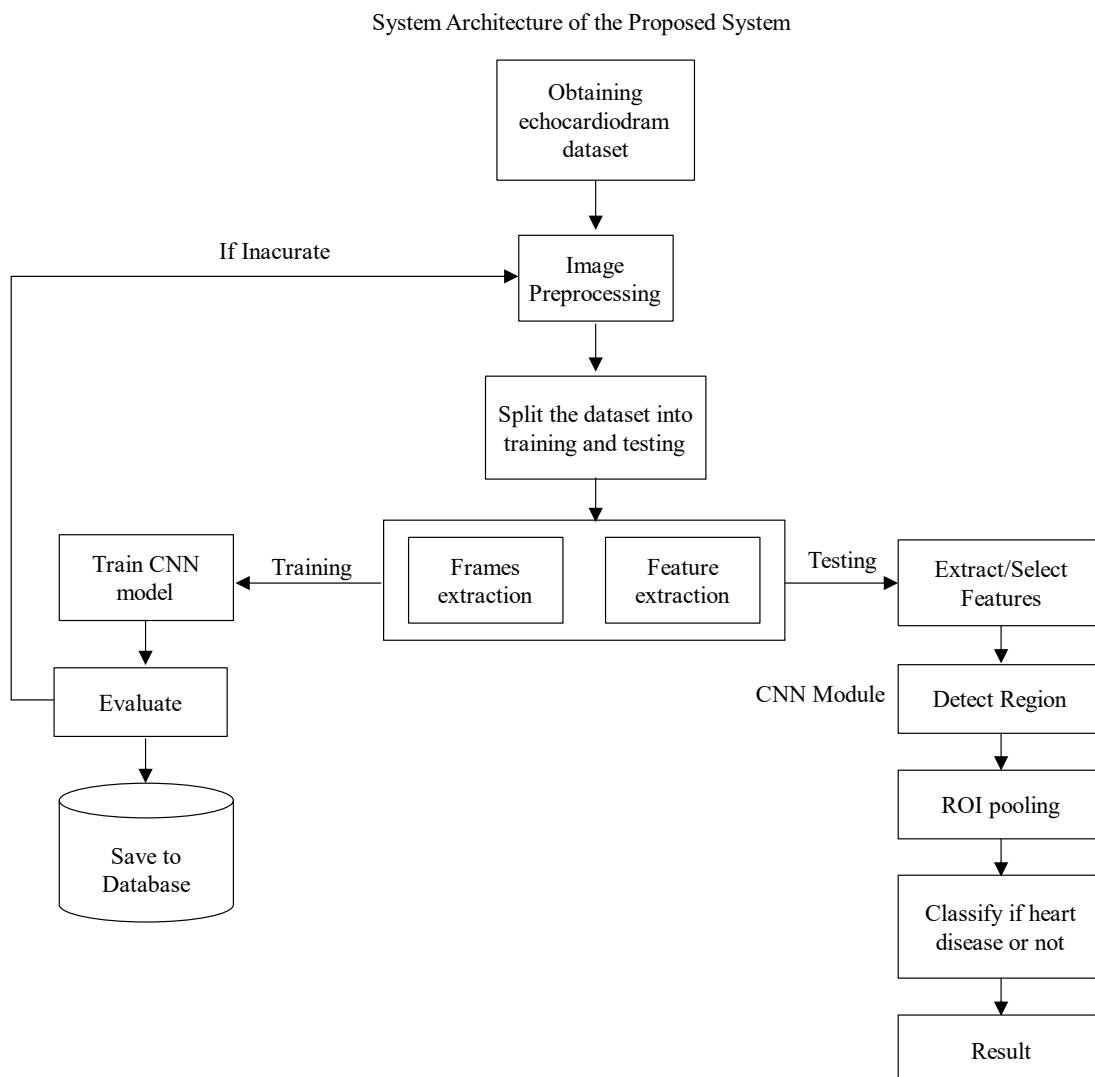 System Architecture of the Proposed System
Obtaining
echocardiodram
dataset
If Inacurate
Image
Preprocessing
Split the dataset into
training and testing
Train CNN
model
Training
Frames
extraction
Feature
extraction
Testing
Extract/Select
Features
Evaluate
CNN Module
Detect Region
ROI pooling
Save to
Database
Classify if heart
disease or not
Result